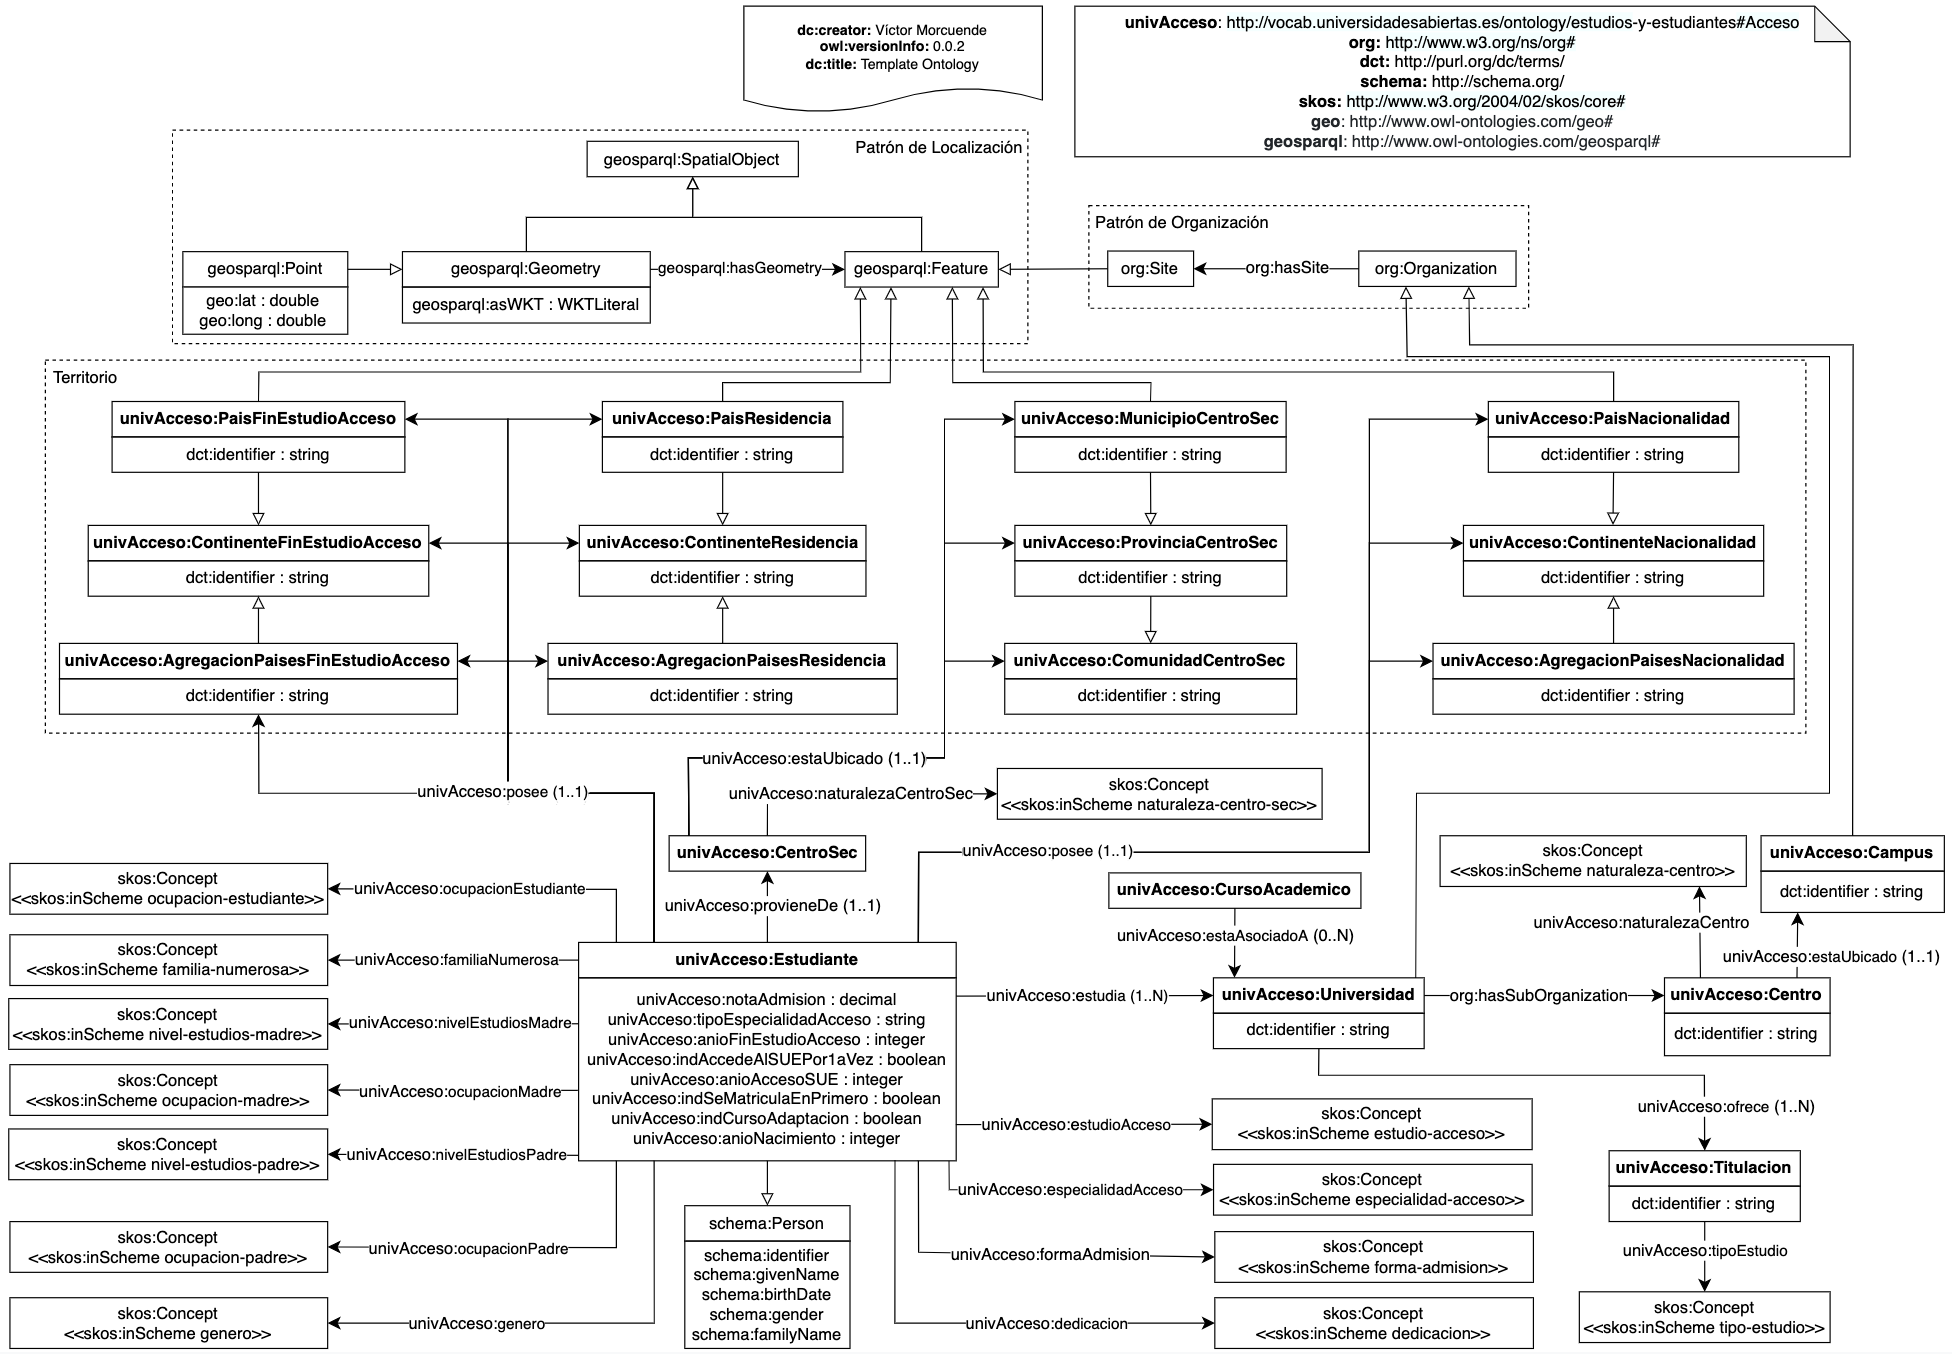 dc:creator: Víctor Morcuende
owl:versionInfo: 0.0.2
dc:title: Template Ontology
univAcceso: http://vocab.universidadesabiertas.es/ontology/estudios-y-estudiantes#Acceso
org: http://www.w3.org/ns/org#
dct: http://purl.org/dc/terms/
schema: http://schema.org/
skos: http://www.w3.org/2004/02/skos/core#
geo: http://www.owl-ontologies.com/geo#
geosparql: http://www.owl-ontologies.com/geosparql#
Patrón de Localización
geosparql:SpatialObject
geosparql:Point
geo:lat : double
geo:long : double
geosparql:Geometry
geosparql:asWKT : WKTLiteral
geosparql:hasGeometry
geosparql:Feature
Patrón de Organización
org:Site
org:hasSite
org:Organization
Territorio
univAcceso:PaisFinEstudioAcceso
dct:identifier : string
univAcceso:PaisResidencia
dct:identifier : string
univAcceso:MunicipioCentroSec
dct:identifier : string
univAcceso:PaisNacionalidad
dct:identifier : string
univAcceso:ContinenteFinEstudioAcceso
dct:identifier : string
univAcceso:ContinenteResidencia
dct:identifier : string
univAcceso:ProvinciaCentroSec
dct:identifier : string
univAcceso:ContinenteNacionalidad
dct:identifier : string
univAcceso:AgregacionPaisesFinEstudioAcceso
dct:identifier : string
univAcceso:AgregacionPaisesResidencia
dct:identifier : string
univAcceso:ComunidadCentroSec
dct:identifier : string
univAcceso:AgregacionPaisesNacionalidad
dct:identifier : string
univAcceso:estaUbicado (1..1)
univAcceso:posee (1..1)
univAcceso:naturalezaCentroSec
skos:Concept
<<skos:inScheme naturaleza-centro-sec>>
univAcceso:CentroSec
univAcceso:posee (1..1)
univAcceso:provieneDe (1..1)
univAcceso:CursoAcademico
univAcceso:estaAsociadoA (0..N)
skos:Concept
<<skos:inScheme naturaleza-centro>>
univAcceso:naturalezaCentro
univAcceso:Campus
dct:identifier : string
univAcceso:estaUbicado (1..1)
skos:Concept
<<skos:inScheme ocupacion-estudiante>>
univAcceso:ocupacionEstudiante
skos:Concept
<<skos:inScheme familia-numerosa>>
univAcceso:familiaNumerosa
skos:Concept
<<skos:inScheme nivel-estudios-madre>>
univAcceso:nivelEstudiosMadre
skos:Concept
<<skos:inScheme ocupacion-madre>>
univAcceso:ocupacionMadre
skos:Concept
<<skos:inScheme nivel-estudios-padre>>
univAcceso:nivelEstudiosPadre
skos:Concept
<<skos:inScheme ocupacion-padre>>
univAcceso:ocupacionPadre
skos:Concept
<<skos:inScheme genero>>
univAcceso:genero
univAcceso:Estudiante
univAcceso:notaAdmision : decimal
univAcceso:tipoEspecialidadAcceso : string
univAcceso:anioFinEstudioAcceso : integer
univAcceso:indAccedeAlSUEPor1aVez : boolean
univAcceso:anioAccesoSUE : integer
univAcceso:indSeMatriculaEnPrimero : boolean
univAcceso:indCursoAdaptacion : boolean
univAcceso:anioNacimiento : integer
schema:Person
schema:identifier
schema:givenName
schema:birthDate
schema:gender
schema:familyName
univAcceso:estudia (1..N)
univAcceso:Universidad
dct:identifier : string
org:hasSubOrganization
univAcceso:Centro
dct:identifier : string
univAcceso:estudioAcceso
skos:Concept
<<skos:inScheme estudio-acceso>>
univAcceso:especialidadAcceso
skos:Concept
<<skos:inScheme especialidad-acceso>>
univAcceso:formaAdmision
skos:Concept
<<skos:inScheme forma-admision>>
univAcceso:dedicacion
skos:Concept
<<skos:inScheme dedicacion>>
univAcceso:ofrece (1..N)
univAcceso:Titulacion
dct:identifier : string
univAcceso:tipoEstudio
skos:Concept
<<skos:inScheme tipo-estudio>>